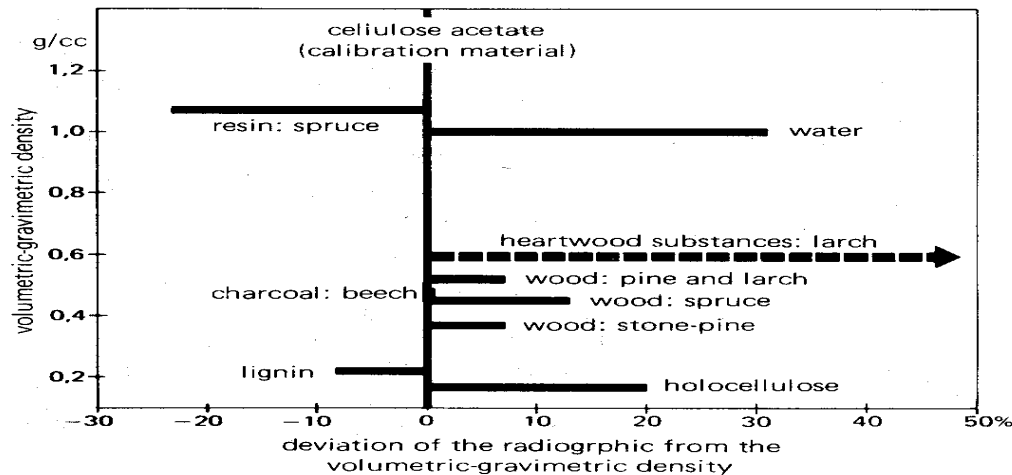 cellulose acetate
(calibration material)
g/cc
1,2
resin: spruce
1,0
water
0,8
volumetric-gravimetric density
heartwood substances: larch
0,6
wood: pine and larch
charcoal: beech
wood: spruce
0,4
wood: stone-pine
lignin
0,2
holocellulose
−30
−20
−10
0
10
20
30
40
50%
deviation of the radiogrphic from the
volumetric-gravimetric density